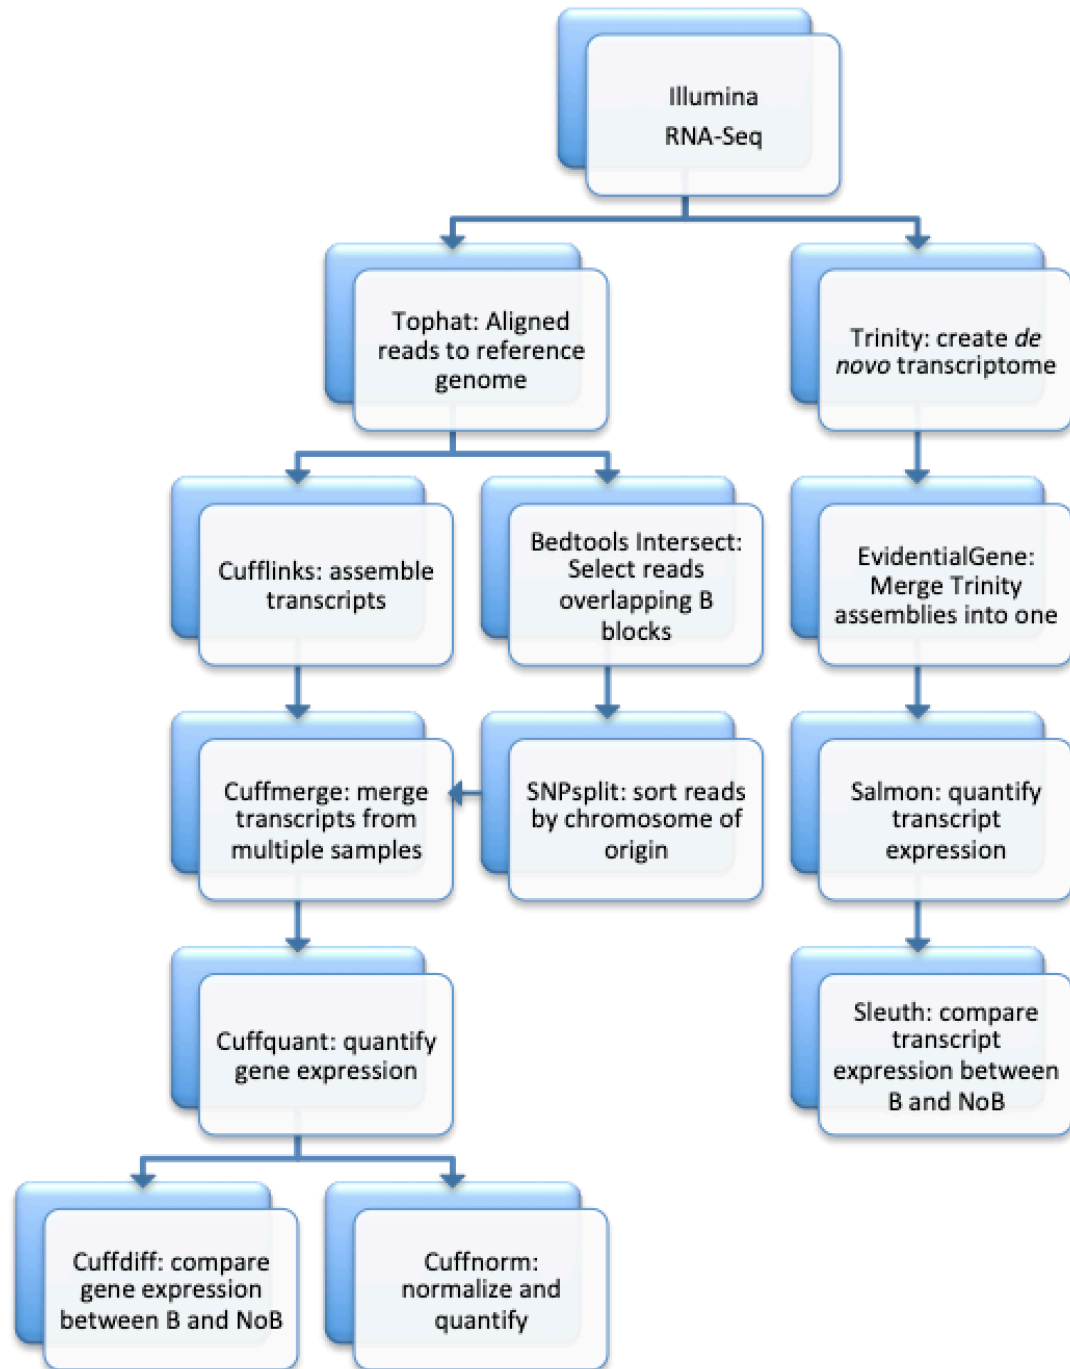 Illumina
RNA-Seq
Tophat: Aligned
reads to reference
genome
Trinity: create de
novo transcriptome
Cufflinks: assemble
transcripts
Bedtools Intersect:
Select reads
overlapping B
blocks
EvidentialGene:
Merge Trinity
assemblies into one
Cuffmerge: merge
transcripts from
multiple samples
SNPsplit: sort reads
by chromosome of
origin
Salmon: quantify
transcript
expression
Cuffquant: quantify
gene expression
Sleuth: compare
transcript
expression between
B and NoB
Cuffdiff: compare
gene expression
between B and NoB
Cuffnorm:
normalize and
quantify